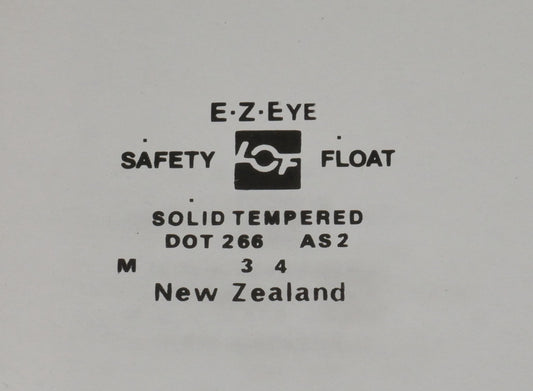 E·Z·EYE
SAFETY LOF FLOAT
SOLID TEMPERED
DOT 266 AS2
M 3 4
New Zealand